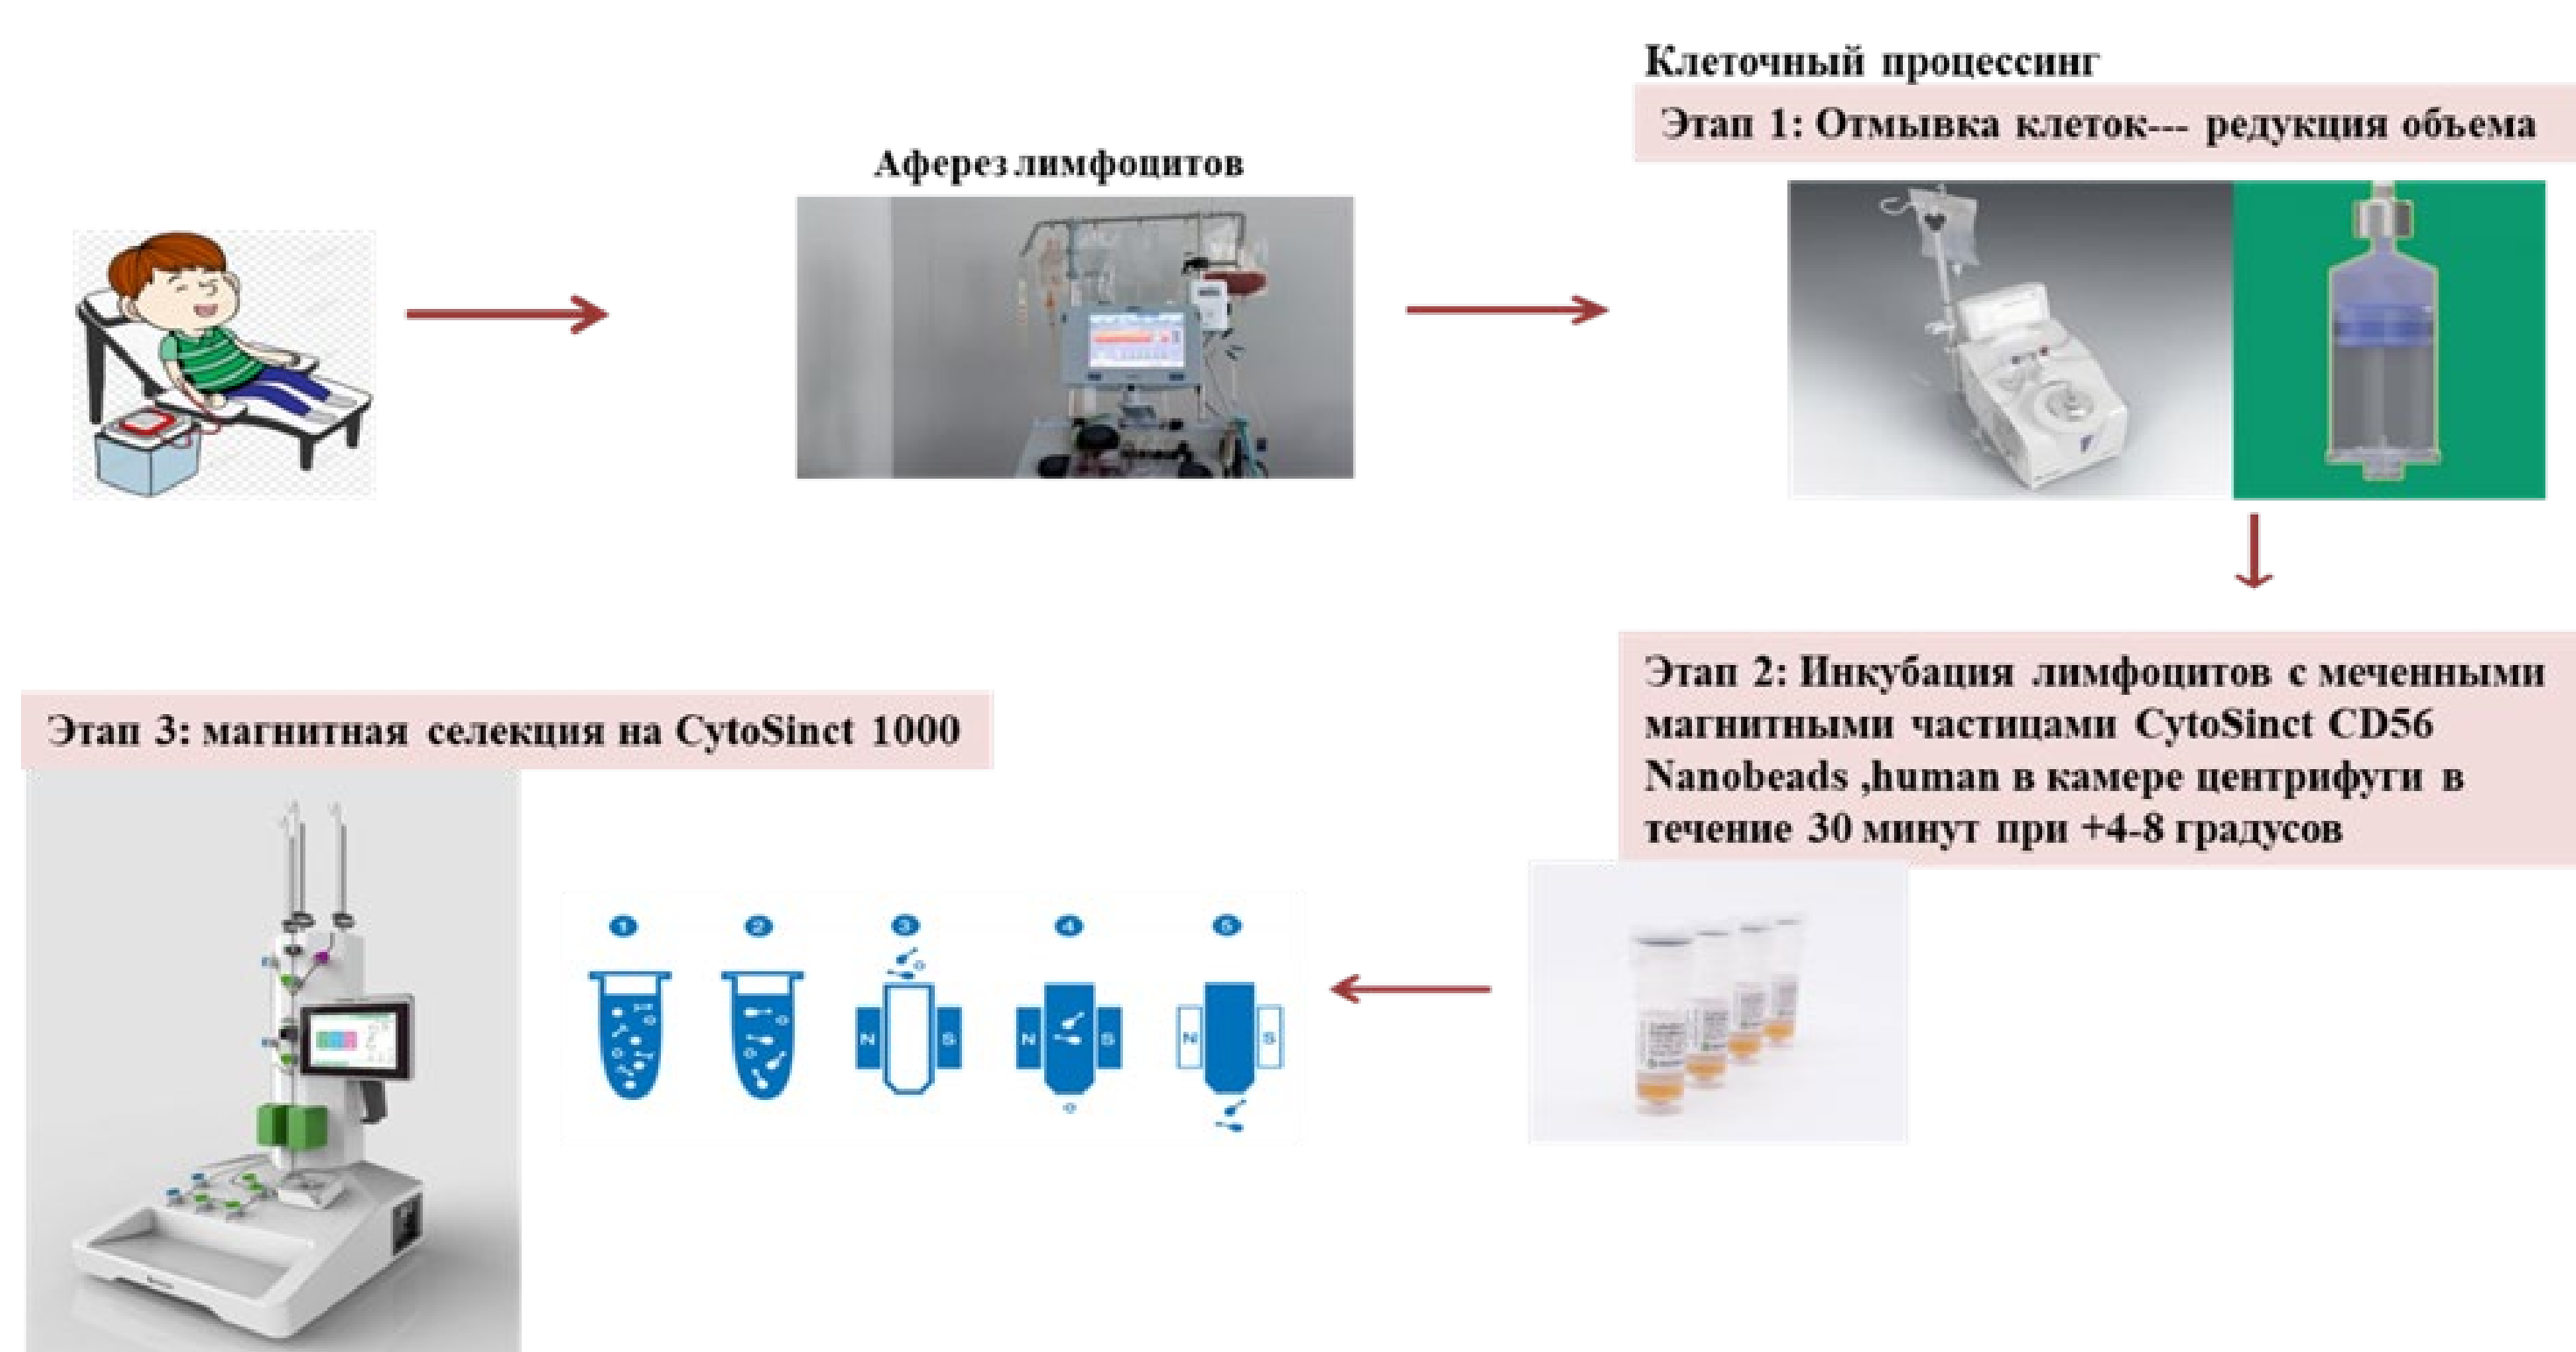 Клеточный процессинг
Этап 1: Отмывка клеток--- редукция объема
Аферез лимфоцитов
Этап 2: Инкубация лимфоцитов с меченными
магнитными частицами CytoSinct CD56
Nanobeads ,human в камере центрифуги в
течение 30 минут при +4-8 градусов
Этап 3: магнитная селекция на CytoSinct 1000
1 2 3 4 5
N S N S N S